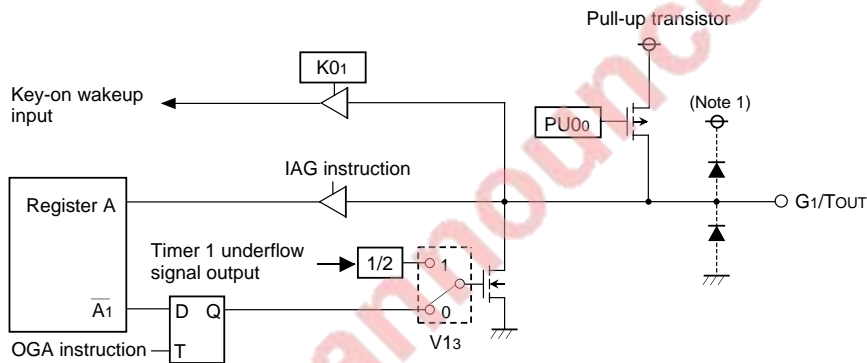 Pull-up transistor
K01
Key-on wakeup
input
(Note 1)
PU00
IAG instruction
Register A
G1/TOUT
Timer 1 underflow
signal output
1/2
1
0
V13
A1
D Q
T
OGA instruction
announce